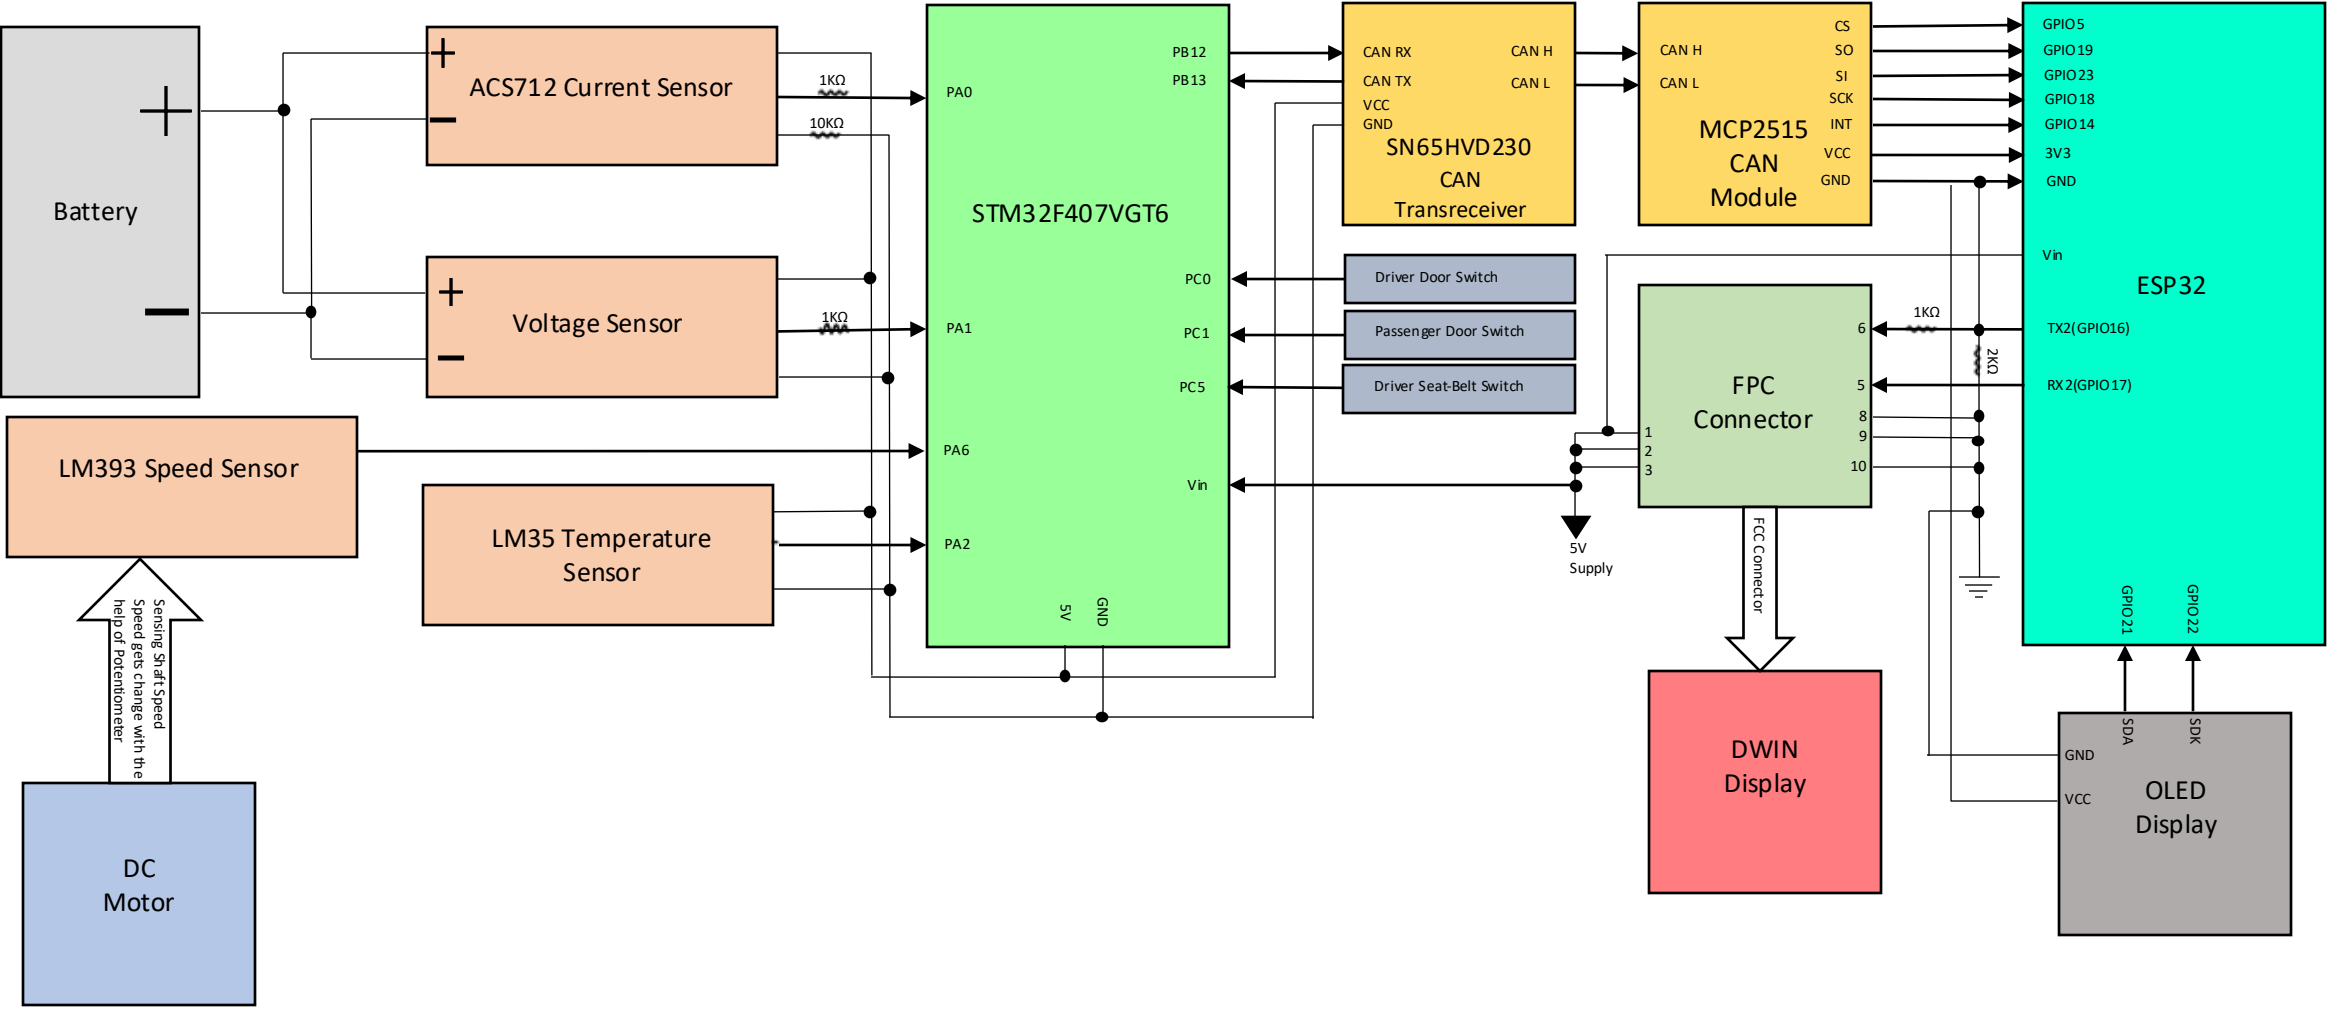 Battery
ACS712 Current Sensor
1KΩ
10KΩ
Voltage Sensor
1KΩ
LM393 Speed Sensor
LM35 Temperature
Sensor
Sensing Shaft Speed
Speed gets change with the
help of Potentiometer
DC
Motor
STM32F407VGT6
PA0
PA1
PA6
PA2
PB12
PB13
PC0
PC1
PC5
Vin
5V
GND
CAN RX
CAN TX
VCC
GND
CAN H
CAN L
SN65HVD230
CAN
Transreceiver
Driver Door Switch
Passenger Door Switch
Driver Seat-Belt Switch
CAN H
CAN L
MCP2515
CAN
Module
CS
SO
SI
SCK
INT
VCC
GND
FPC
Connector
1
2
3
6
5
8
9
10
5V
Supply
FCC Connector
DWIN
Display
1KΩ
2KΩ
GPIO5
GPIO19
GPIO23
GPIO18
GPIO14
3V3
GND
Vin
ESP32
TX2(GPIO16)
RX2(GPIO17)
GPIO21
GPIO22
SDA
SDK
GND
VCC
OLED
Display